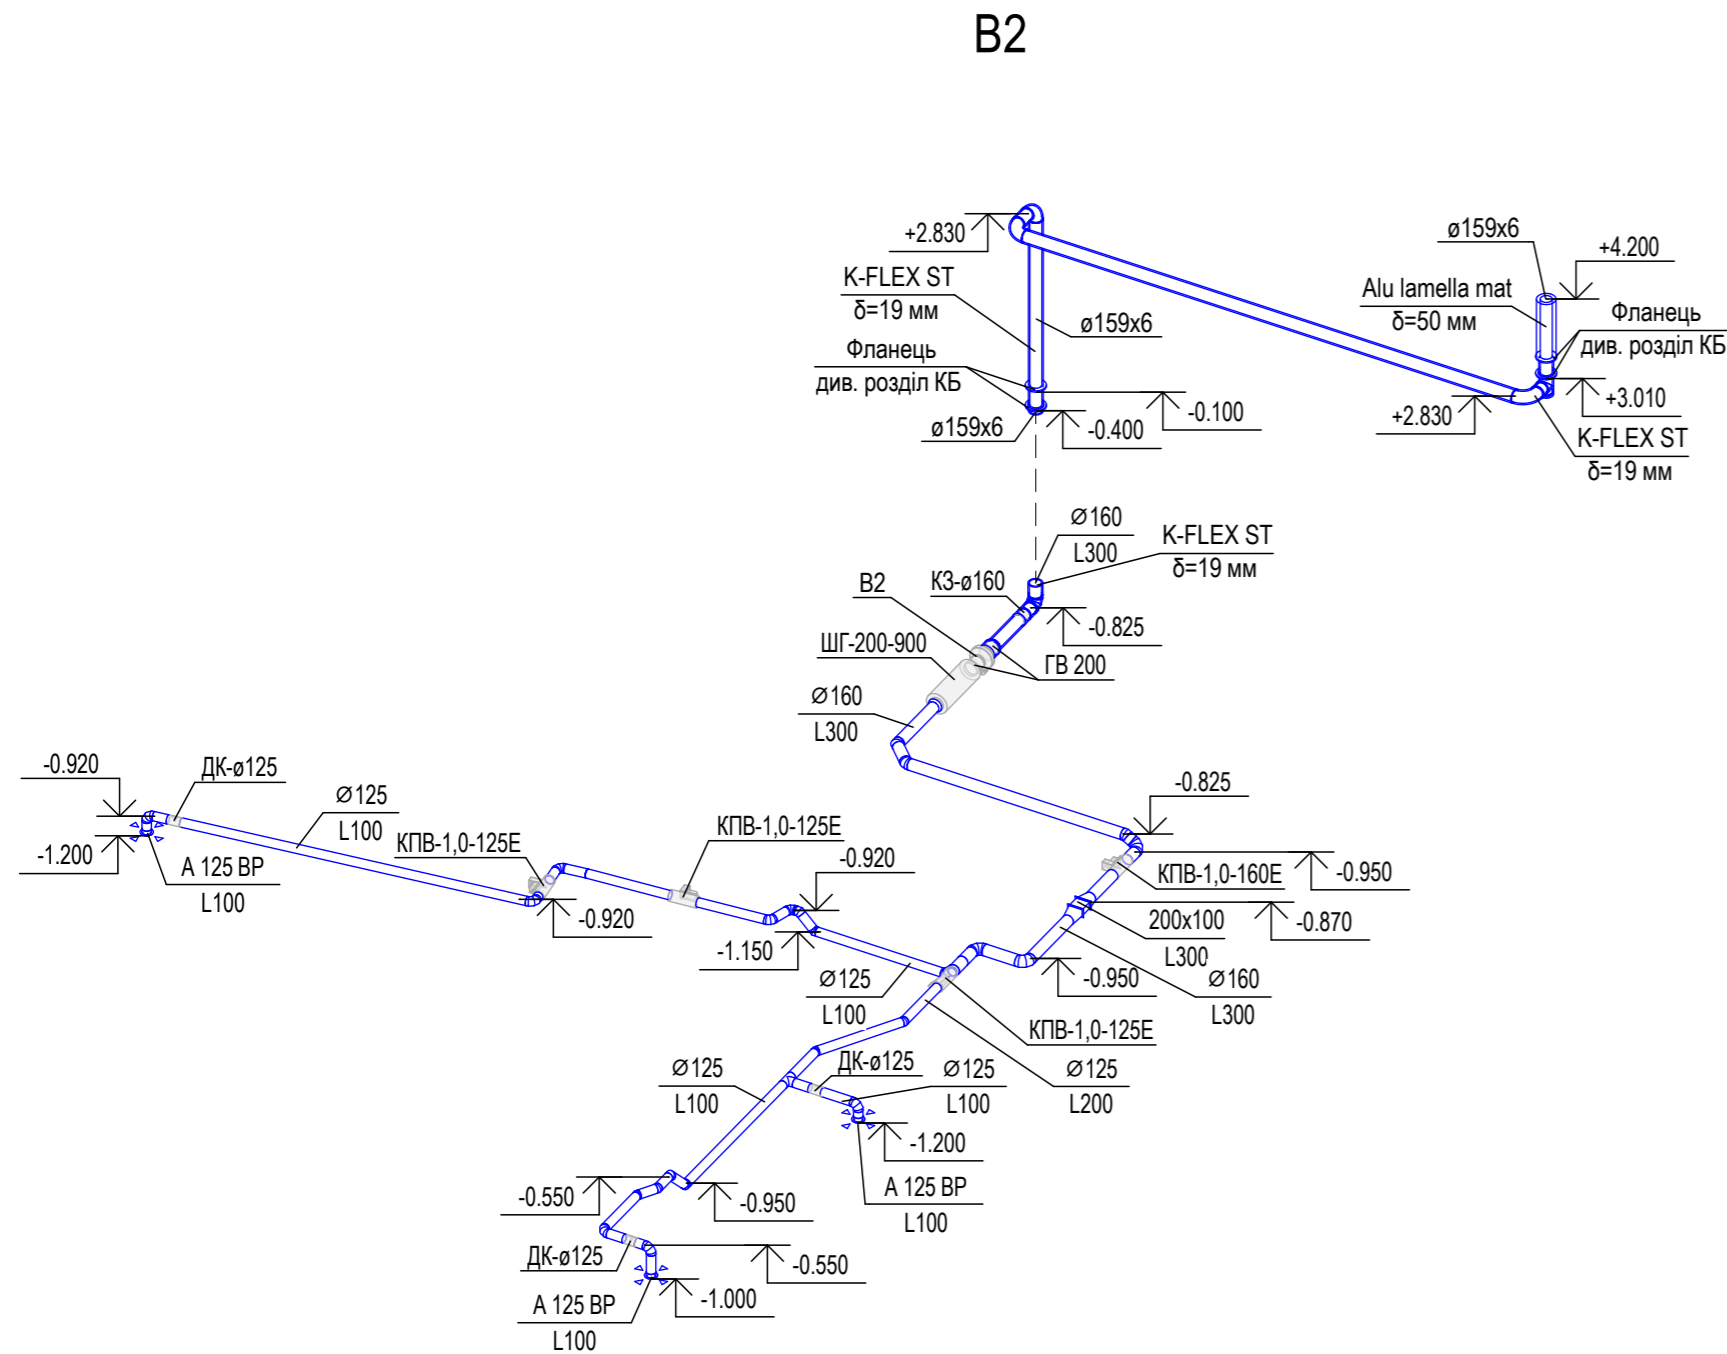 В2
+2.830
K-FLEX ST
δ=19 мм
ø159x6
Фланець
див. розділ КБ
ø159x6
-0.400
-0.100
ø159x6
+4.200
Alu lamella mat
δ=50 мм
Фланець
див. розділ КБ
+3.010
+2.830
K-FLEX ST
δ=19 мм
Ø160
L300
K-FLEX ST
δ=19 мм
В2
КЗ-ø160
-0.825
ШГ-200-900
ГВ 200
Ø160
L300
-0.920
ДК-ø125
Ø125
L100
КПВ-1,0-125Е
КПВ-1,0-125Е
-0.920
-0.825
-1.200
А 125 ВР
L100
-0.920
-1.150
КПВ-1,0-160Е
-0.950
200x100
L300
-0.870
Ø125
L100
-0.950
Ø160
L300
КПВ-1,0-125Е
Ø125
L100
ДК-ø125
Ø125
L100
Ø125
L200
-1.200
-0.550
-0.950
А 125 ВР
L100
ДК-ø125
-0.550
А 125 ВР
L100
-1.000